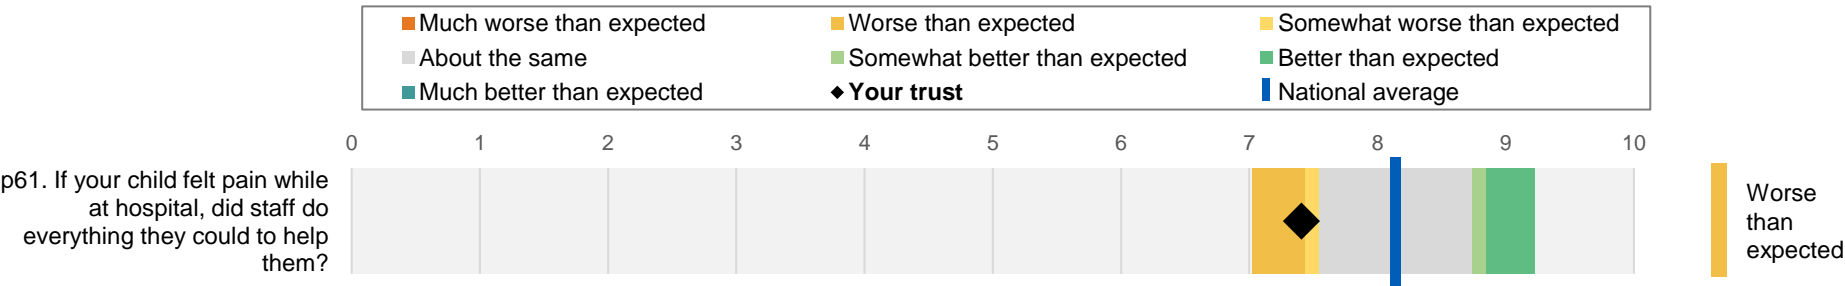 Much worse than expected
Worse than expected
Somewhat worse than expected
About the same
Somewhat better than expected
Better than expected
Much better than expected
Your trust
National average
0 1 2 3 4 5 6 7 8 9 10
p61. If your child felt pain while
at hospital, did staff do
everything they could to help
them?
Worse
than
expected